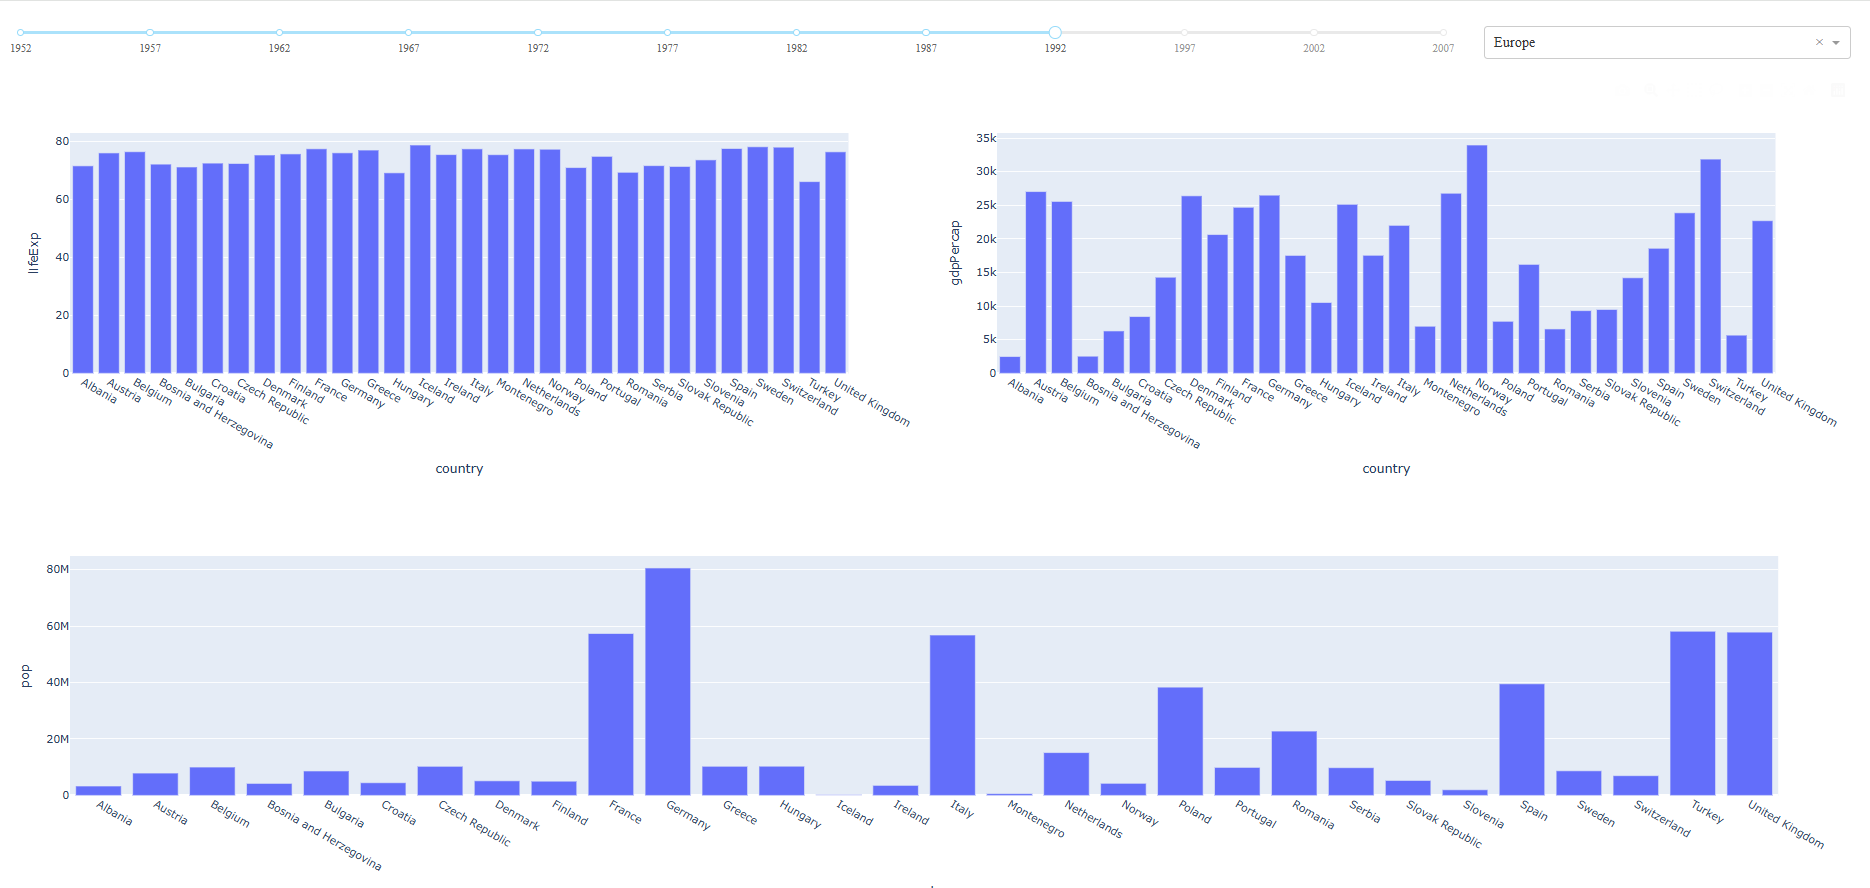 1952 1957 1962 1967 1972 1977 1982 1987 1992 1997 2002 2007
Europe ×
80
60
40
20
0
lifeExp
Albania Austria Belgium Bosnia and Herzegovina Bulgaria Croatia Czech Republic Denmark Finland France Germany Greece Hungary Iceland Ireland Italy Montenegro Netherlands Norway Poland Portugal Romania Serbia Slovak Republic Slovenia Spain Sweden Switzerland Turkey United Kingdom
country
35k
30k
25k
20k
15k
10k
5k
0
gdpPercap
Albania Austria Belgium Bosnia and Herzegovina Bulgaria Croatia Czech Republic Denmark Finland France Germany Greece Hungary Iceland Ireland Italy Montenegro Netherlands Norway Poland Portugal Romania Serbia Slovak Republic Slovenia Spain Sweden Switzerland Turkey United Kingdom
country
80M
60M
40M
20M
0
pop
Albania Austria Belgium Bosnia and Herzegovina Bulgaria Croatia Czech Republic Denmark Finland France Germany Greece Hungary Iceland Ireland Italy Montenegro Netherlands Norway Poland Portugal Romania Serbia Slovak Republic Slovenia Spain Sweden Switzerland Turkey United Kingdom